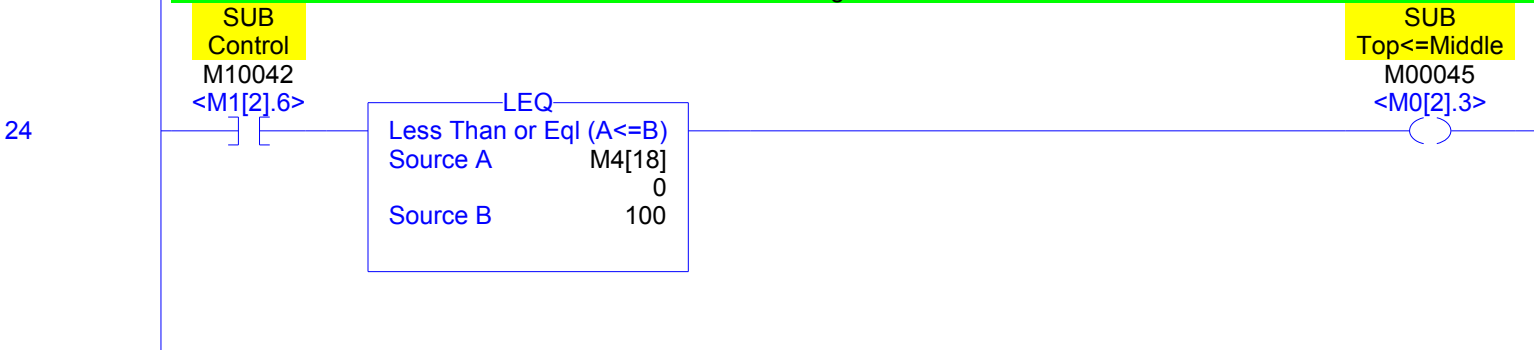 SUB
Control
M10042
<M1[2].6>
SUB
Top<=Middle
M00045
<M0[2].3>
24
LEQ
Less Than or Eql (A<=B)
Source A M4[18]
0
Source B 100